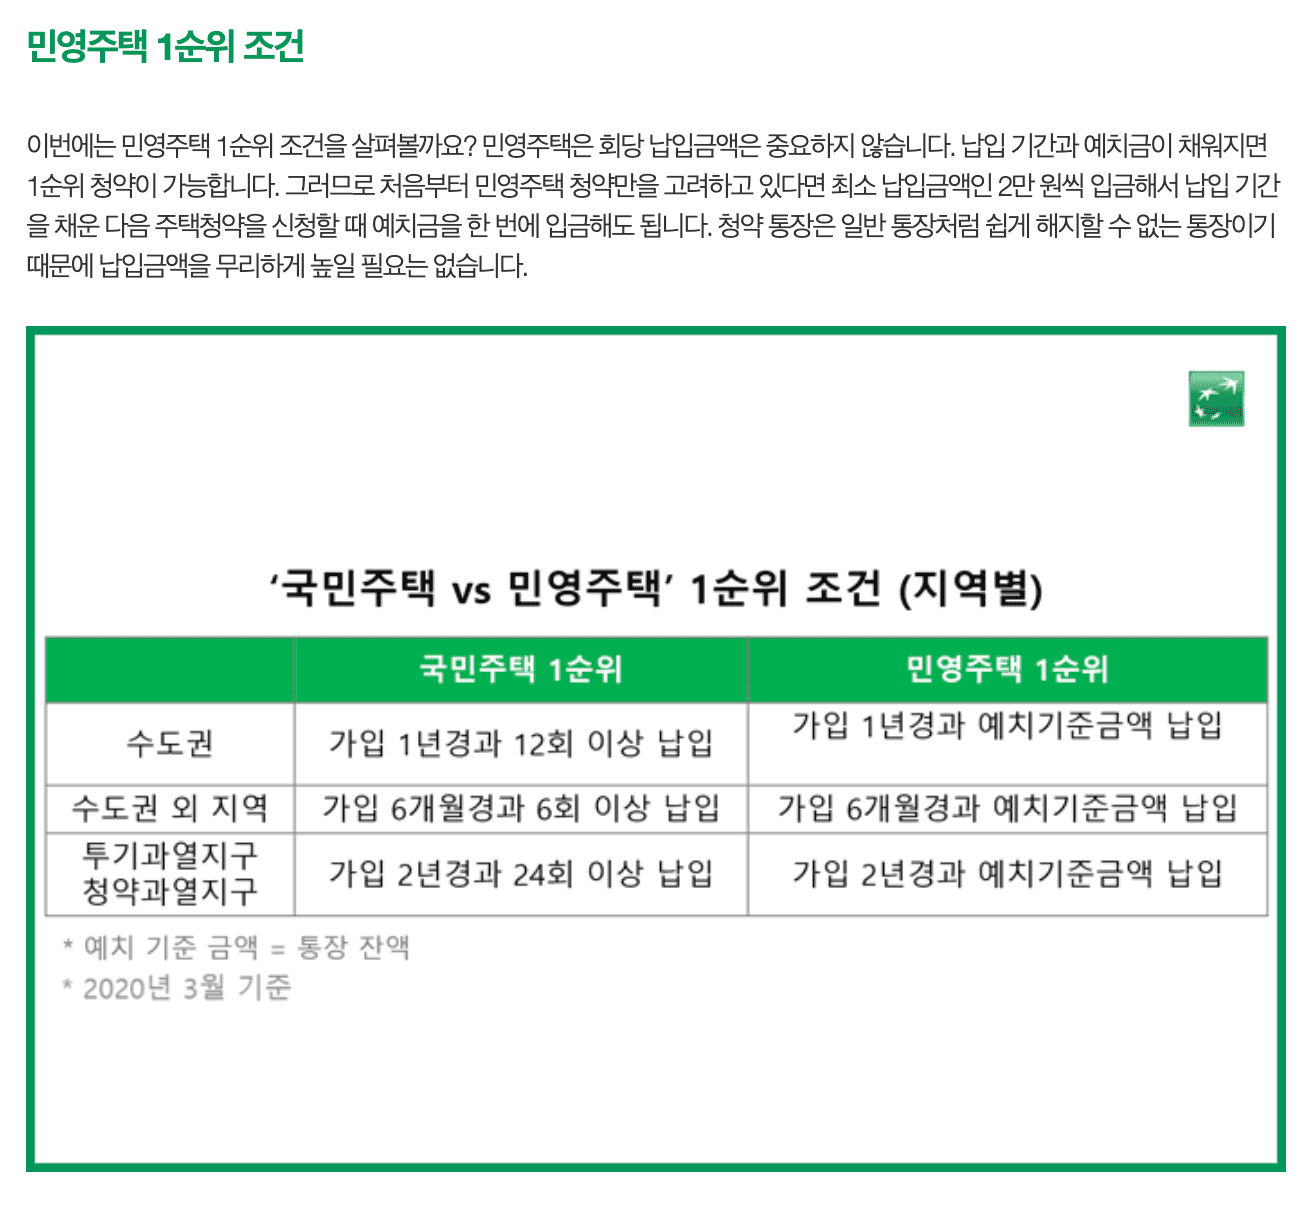 민영주택 1순위 조건
이번에는 민영주택 1순위 조건을 살펴볼까요? 민영주택은 회당 납입금액은 중요하지 않습니다. 납입 기간과 예치금이 채워지면
1순위 청약이 가능합니다. 그러므로 처음부터 민영주택 청약만을 고려하고 있다면 최소 납입금액인 2만 원씩 입금해서 납입 기간
을 채운 다음 주택청약을 신청할 때 예치금을 한 번에 입금해도 됩니다. 청약 통장은 일반 통장처럼 쉽게 해지할 수 없는 통장이기
때문에 납입금액을 무리하게 높일 필요는 없습니다.
‘국민주택 vs 민영주택’ 1순위 조건 (지역별)
국민주택 1순위 민영주택 1순위
수도권 가입 1년경과 12회 이상 납입 가입 1년경과 예치기준금액 납입
수도권 외 지역 가입 6개월경과 6회 이상 납입 가입 6개월경과 예치기준금액 납입
투기과열지구
청약과열지구 가입 2년경과 24회 이상 납입 가입 2년경과 예치기준금액 납입
* 예치 기준 금액 = 통장 잔액
* 2020년 3월 기준